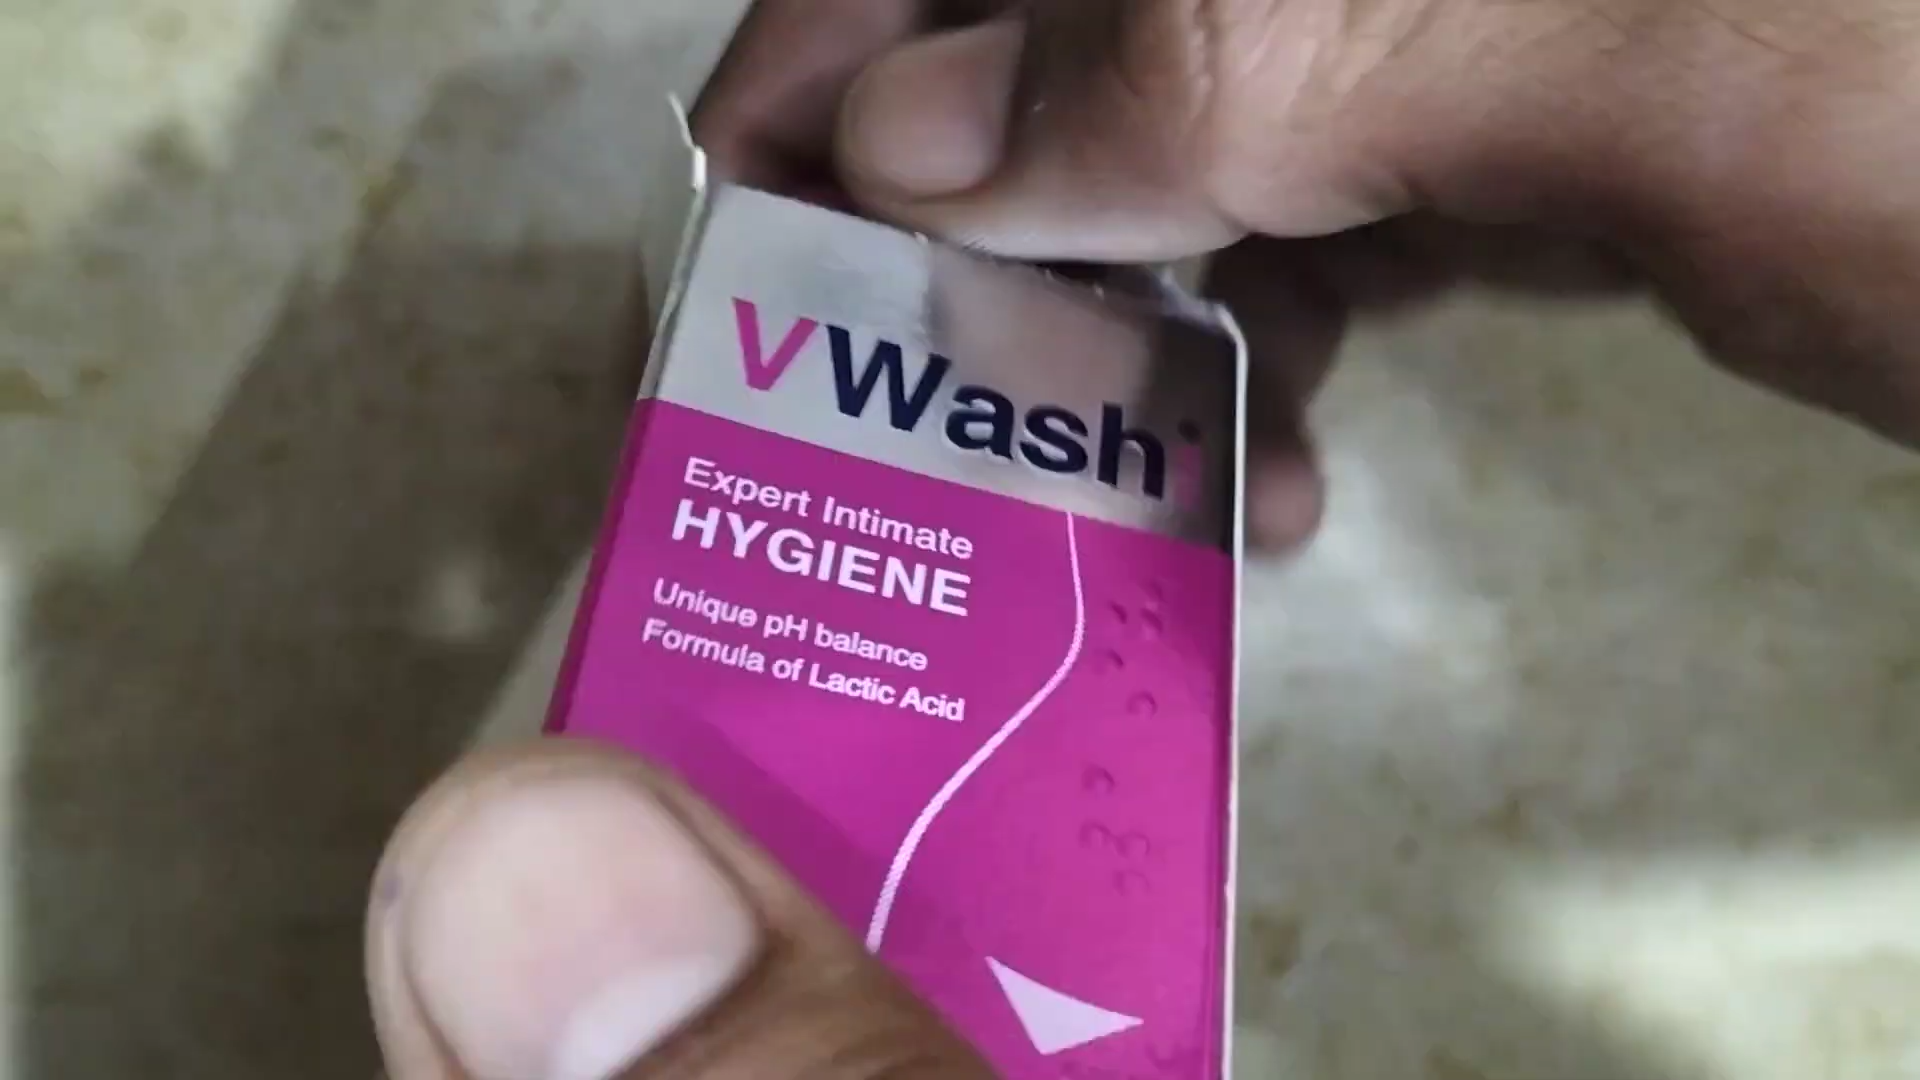 vWash
Expert Intimate
HYGIENE
Unique pH balance
Formula of Lactic Acid